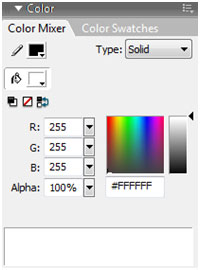 Color
Color Mixer Color Swatches
Type: Solid
R: 255
G: 255
B: 255
Alpha: 100% #FFFFFF